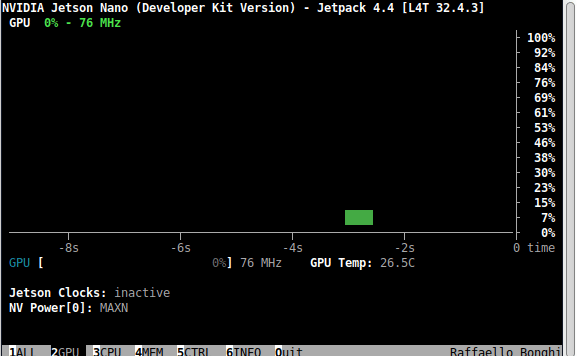 NVIDIA Jetson Nano (Developer Kit Version) - Jetpack 4.4 [L4T 32.4.3]
GPU 0% - 76 MHz
100%
92%
84%
76%
69%
61%
53%
46%
38%
30%
23%
15%
7%
0%
-8s -6s -4s -2s 0 time
GPU [ 0%] 76 MHz GPU Temp: 26.5C
Jetson Clocks: inactive
NV Power[0]: MAXN
1ALL 2GPU 3CPU 4MEM 5CTRL 6INFO Quit Raffaello Bonghi